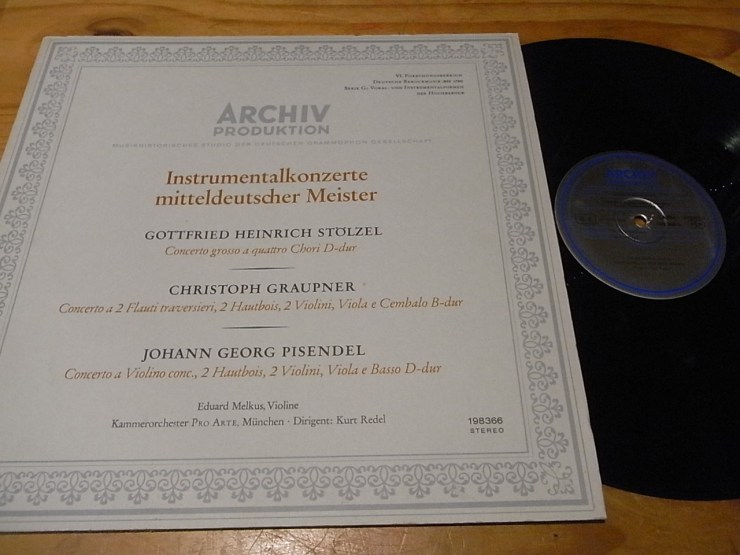 ARCHIV
PRODUKTION
Instrumentalkonzerte
mitteldeutscher Meister
GOTTFRIED HEINRICH STÖLZEL
Concerto grosso a quattro Chori D-dur
CHRISTOPH GRAUPNER
Concerto a 2 Flauti traversieri, 2 Hautbois, 2 Violini, Viola e Cembalo B-dur
JOHANN GEORG PISENDEL
Concerto a Violino conc., 2 Hautbois, 2 Violini, Viola e Basso D-dur
Eduard Melkus, Violine
Kammerorchester PRO ARTE, München · Dirigent: Kurt Redel
198366
STEREO
ARCHIV